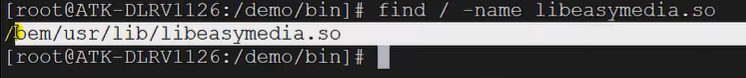 [root@ATK-DLRV1126:/demo/bin]# find / -name libeasymedia.so
/oem/usr/lib/libeasymedia.so
[root@ATK-DLRV1126:/demo/bin]#